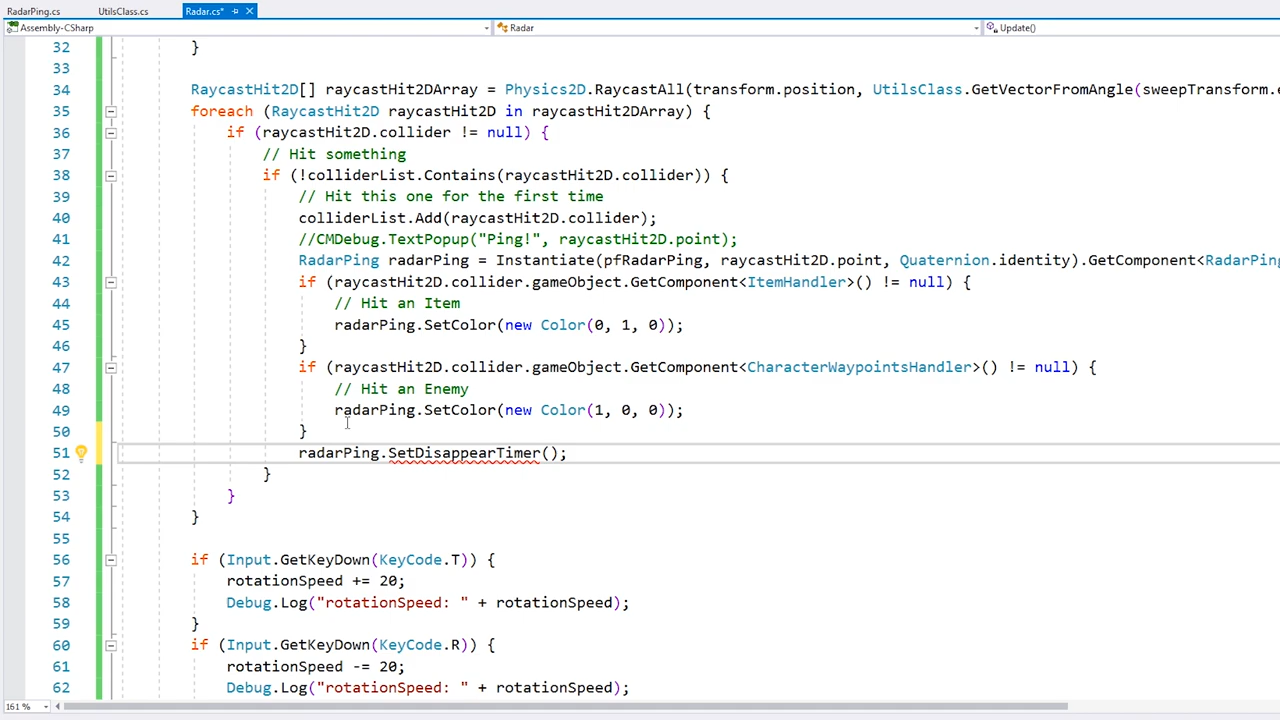 RadarPing.cs UtilsClass.cs Radar.cs*
Assembly-CSharp Radar Update()
32 }
33
34 RaycastHit2D[] raycastHit2DArray = Physics2D.RaycastAll(transform.position, UtilsClass.GetVectorFromAngle(sweepTransform.e
35 foreach (RaycastHit2D raycastHit2D in raycastHit2DArray) {
36 if (raycastHit2D.collider != null) {
37 // Hit something
38 if (!colliderList.Contains(raycastHit2D.collider)) {
39 // Hit this one for the first time
40 colliderList.Add(raycastHit2D.collider);
41 //CMDebug.TextPopup("Ping!", raycastHit2D.point);
42 RadarPing radarPing = Instantiate(pfRadarPing, raycastHit2D.point, Quaternion.identity).GetComponent<RadarPing
43 if (raycastHit2D.collider.gameObject.GetComponent<ItemHandler>() != null) {
44 // Hit an Item
45 radarPing.SetColor(new Color(0, 1, 0));
46 }
47 if (raycastHit2D.collider.gameObject.GetComponent<CharacterWaypointsHandler>() != null) {
48 // Hit an Enemy
49 radarPing.SetColor(new Color(1, 0, 0));
50 }
51 radarPing.SetDisappearTimer();
52 }
53 }
54 }
55
56 if (Input.GetKeyDown(KeyCode.T)) {
57 rotationSpeed += 20;
58 Debug.Log("rotationSpeed: " + rotationSpeed);
59 }
60 if (Input.GetKeyDown(KeyCode.R)) {
61 rotationSpeed -= 20;
62 Debug.Log("rotationSpeed: " + rotationSpeed);
161 %